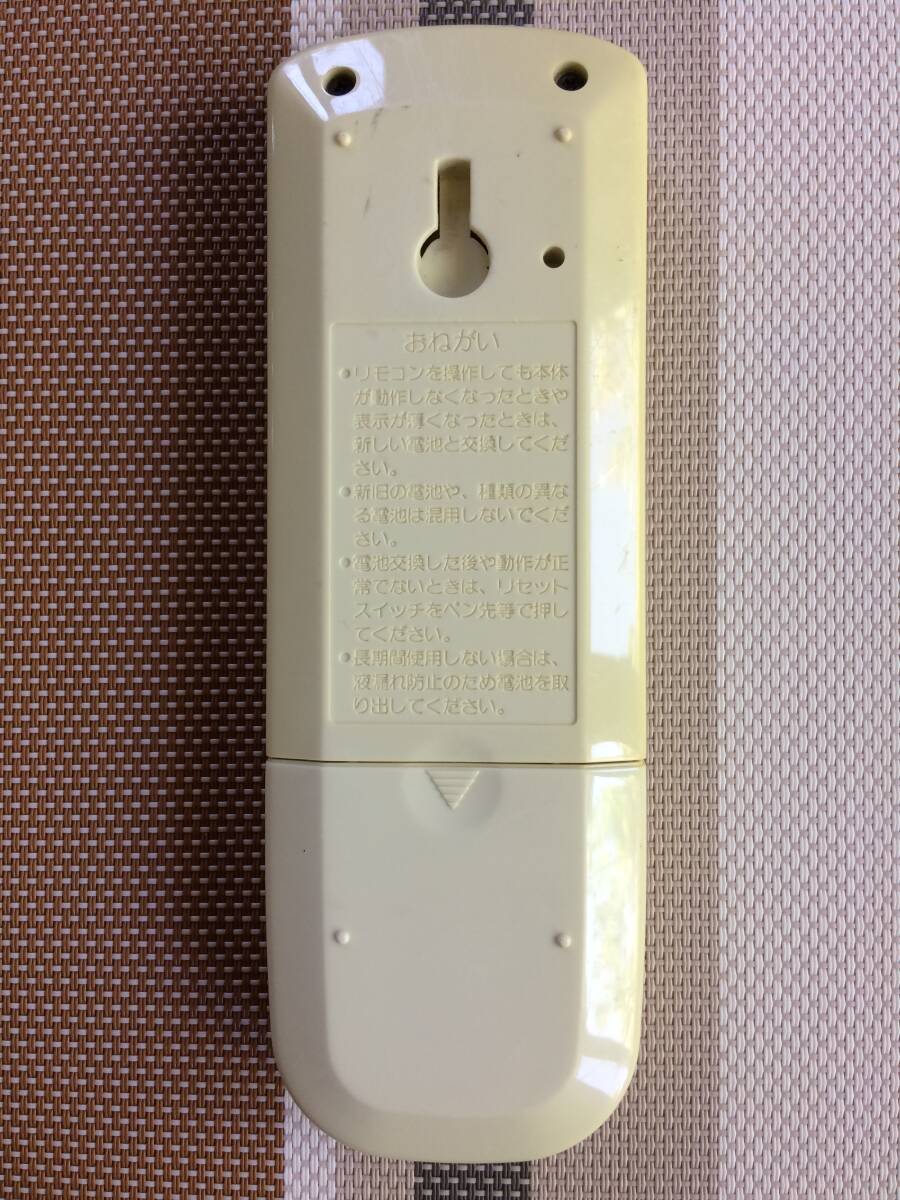 おねがい
●リモコンを操作しても本体
が動作しなくなったときや
表示が薄くなったときは、
新しい電池と交換してくだ
さい。
●新旧の電池や、種類の異な
る電池は混用しないでくだ
さい。
●電池交換した後や動作が正
常でないときは、リセット
スイッチをペン先等で押し
てください。
●長期間使用しない場合は、
液漏れ防止のため電池を取
り出してください。